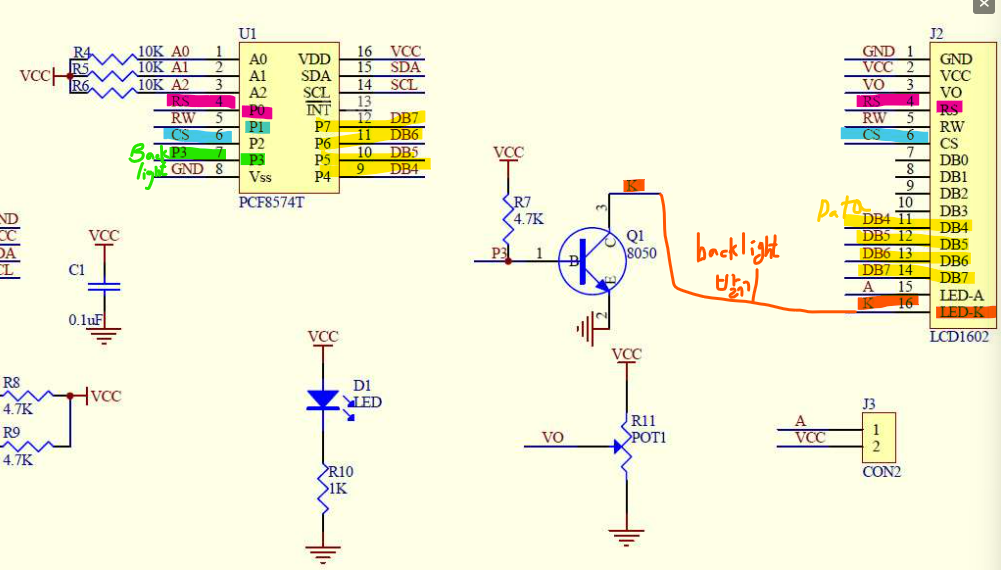 U1
R4 10K A0 1 A0 VDD 16 VCC
VCC R5 10K A1 2 A1 SDA 15 SDA
R6 10K A2 3 A2 SCL 14 SCL
RS 4 P0 INT 13
RW 5 P1 P7 12 DB7
CS 6 P2 P6 11 DB6
P3 7 P3 P5 10 DB5
GND 8 Vss P4 9 DB4
PCF8574T
Back
light
J2
GND 1 GND
VCC 2 VCC
VO 3 VO
RS 4 RS
RW 5 RW
CS 6 CS
7 DB0
8 DB1
9 DB2
10 DB3
Data
DB4 11 DB4
DB5 12 DB5
DB6 13 DB6
DB7 14 DB7
A 15 LED-A
K 16 LED-K
LCD1602
VCC
R7
4.7K
P3 1 B
K
3
C
Q1
8050
E
2
backlight
밝기
ND
CC
DA
CL
VCC
C1
0.1uF
R8
4.7K
VCC
R9
4.7K
VCC
D1
LED
R10
1K
VCC
R11
POT1
VO
J3
A 1
VCC 2
CON2